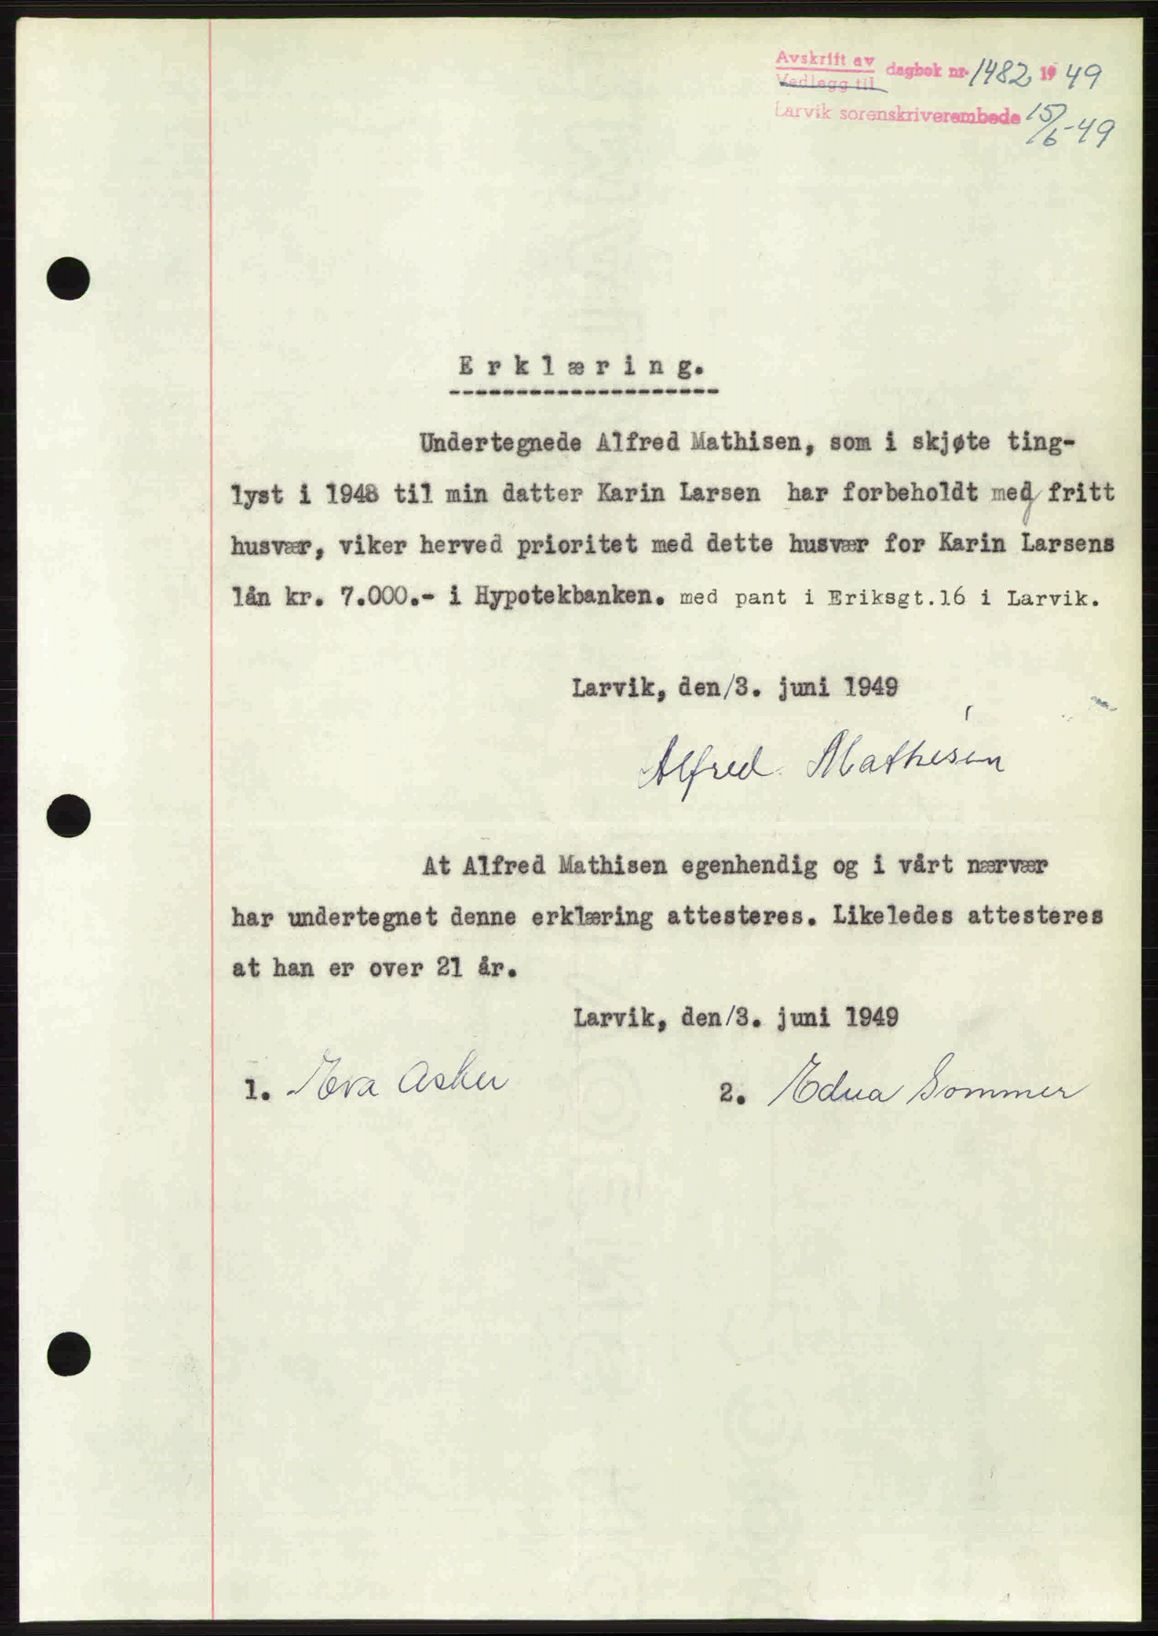 Avskrift av dagbok nr. 1482, 1949
Vedlegg til
Larvik sorenskriverembede 15/6-49
Erklæring.
Undertegnede Alfred Mathisen, som i skjøte ting-
lyst i 1948 til min datter Karin Larsen har forbeholdt meg fritt
husvær, viker herved prioritet med dette husvær for Karin Larsens
lån kr. 7.000.- i Hypotekbanken. med pant i Eriksgt.16 i Larvik.
Larvik, den/3. juni 1949
Alfred Mathisen
At Alfred Mathisen egenhendig og i vårt nærvær
har undertegnet denne erklæring attesteres. Likeledes attesteres
at han er over 21 år.
Larvik, den/3. juni 1949
1. Eva Asker 2. Edna Sommer